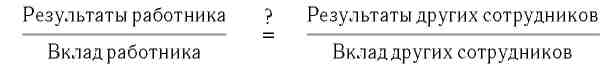 Результаты работника ? Результаты других сотрудников
=
Вклад работника Вклад других сотрудников